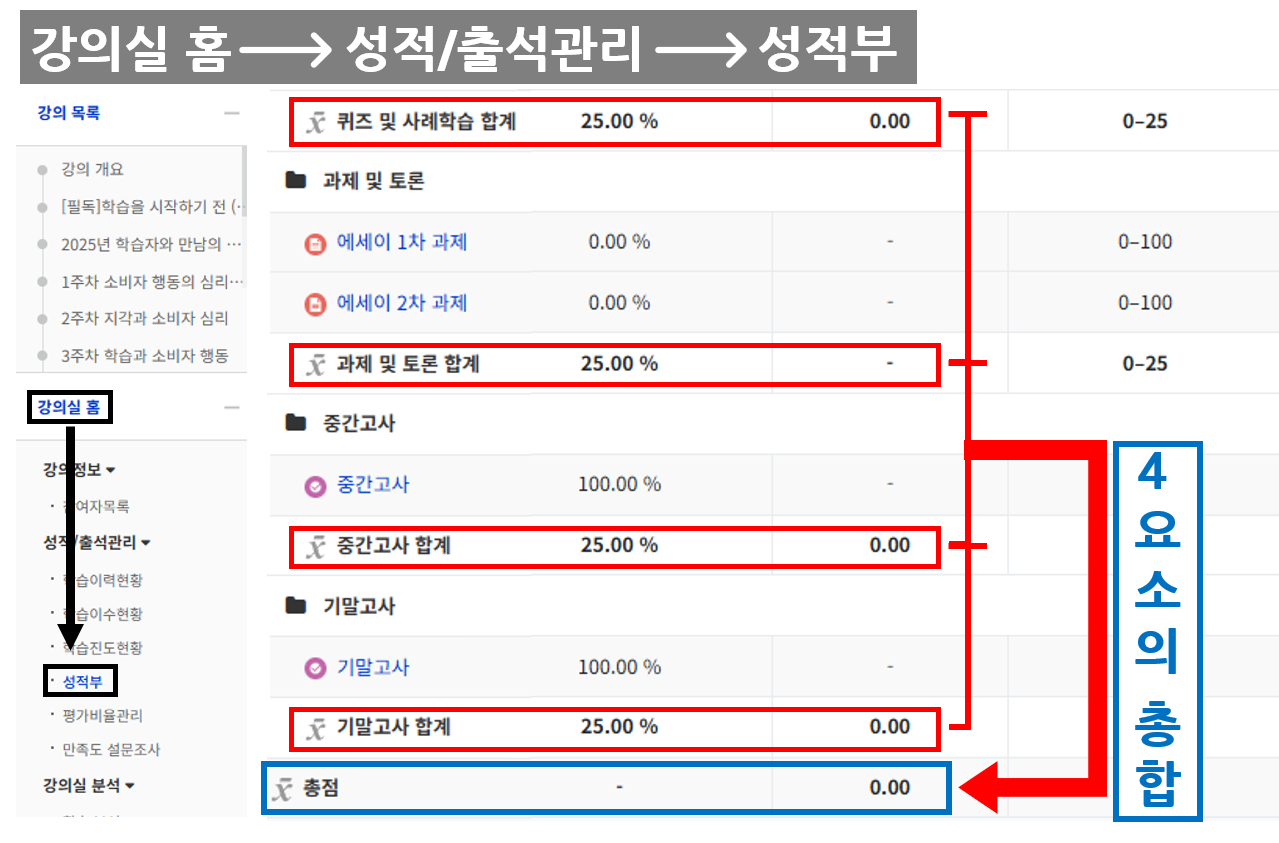 강의실 홈 → 성적/출석관리 → 성적부
강의 목록
강의 개요
[필독]학습을 시작하기 전 (…
2025년 학습자와 만남의 …
1주차 소비자 행동의 심리…
2주차 지각과 소비자 심리
3주차 학습과 소비자 행동
강의실 홈
강의정보
여자목록
성적/출석관리
학습이력현황
학습이수현황
학습진도현황
성적부
평가비율관리
만족도 설문조사
강의실 분석
퀴즈 및 사례학습 합계 25.00 % 0.00 0–25
과제 및 토론
에세이 1차 과제 0.00 % - 0–100
에세이 2차 과제 0.00 % - 0–100
과제 및 토론 합계 25.00 % - 0–25
중간고사
중간고사 100.00 % -
중간고사 합계 25.00 % 0.00
기말고사
기말고사 100.00 % -
기말고사 합계 25.00 % 0.00
총점 - 0.00
4요소의 총합